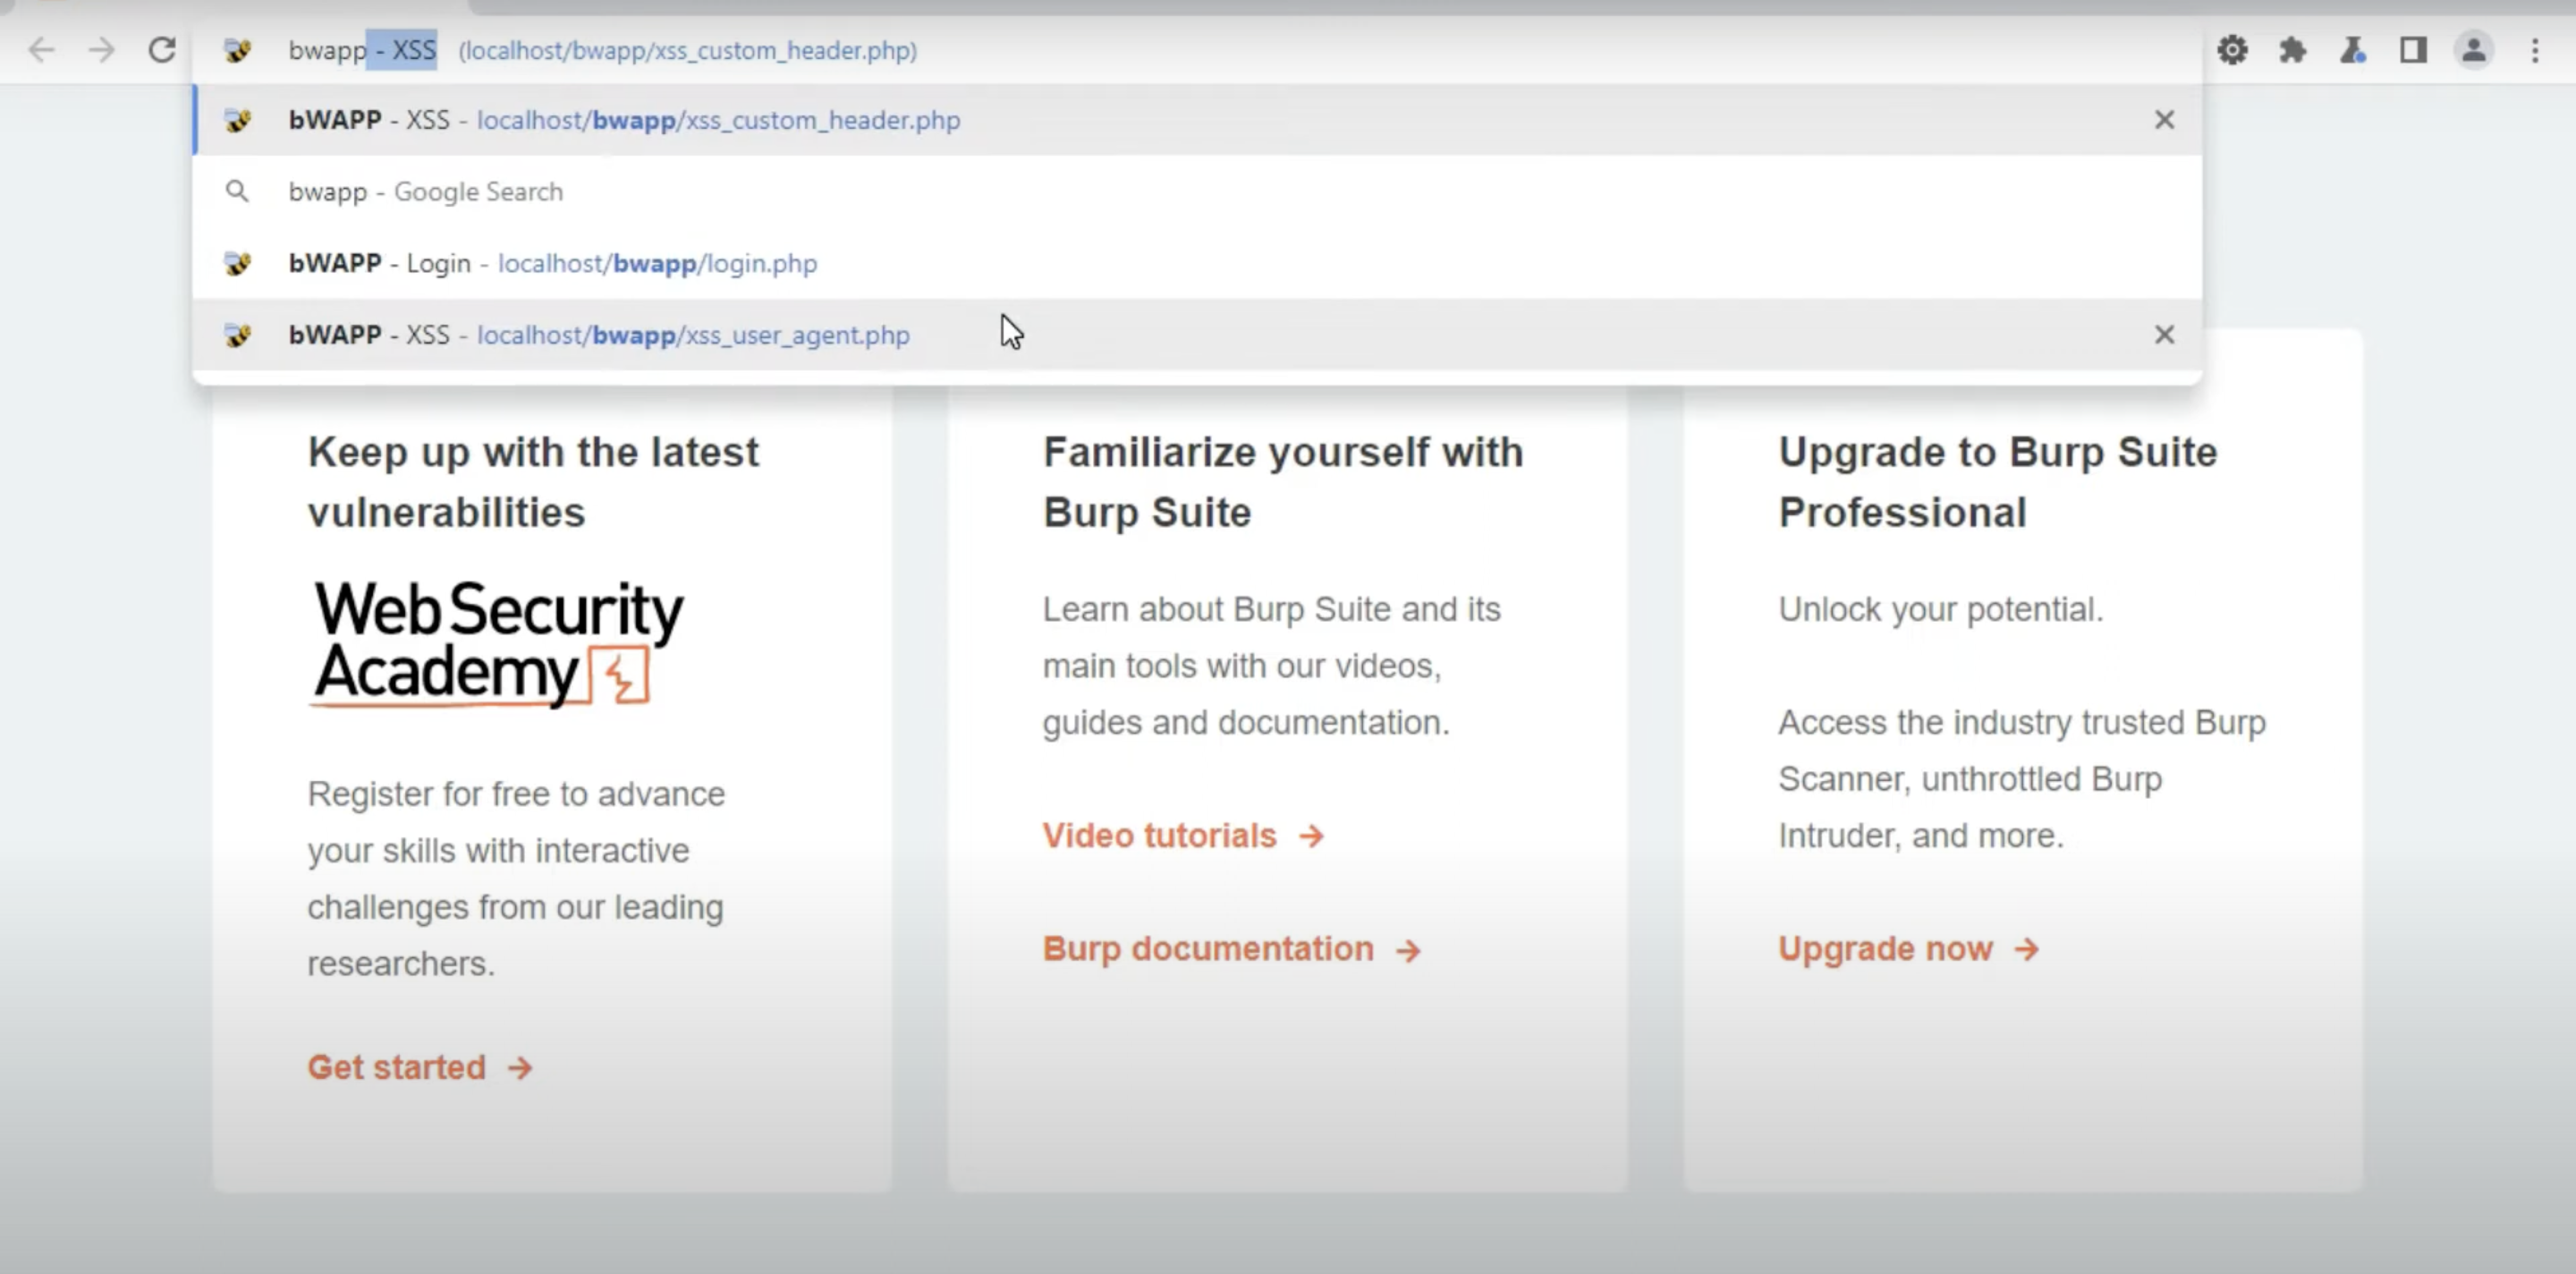 bwapp - XSS (localhost/bwapp/xss_custom_header.php)
bWAPP - XSS - localhost/bwapp/xss_custom_header.php
bwapp - Google Search
bWAPP - Login - localhost/bwapp/login.php
bWAPP - XSS - localhost/bwapp/xss_user_agent.php
Keep up with the latest
vulnerabilities
Web Security
Academy
Register for free to advance
your skills with interactive
challenges from our leading
researchers.
Get started →
Familiarize yourself with
Burp Suite
Learn about Burp Suite and its
main tools with our videos,
guides and documentation.
Video tutorials →
Burp documentation →
Upgrade to Burp Suite
Professional
Unlock your potential.
Access the industry trusted Burp
Scanner, unthrottled Burp
Intruder, and more.
Upgrade now →